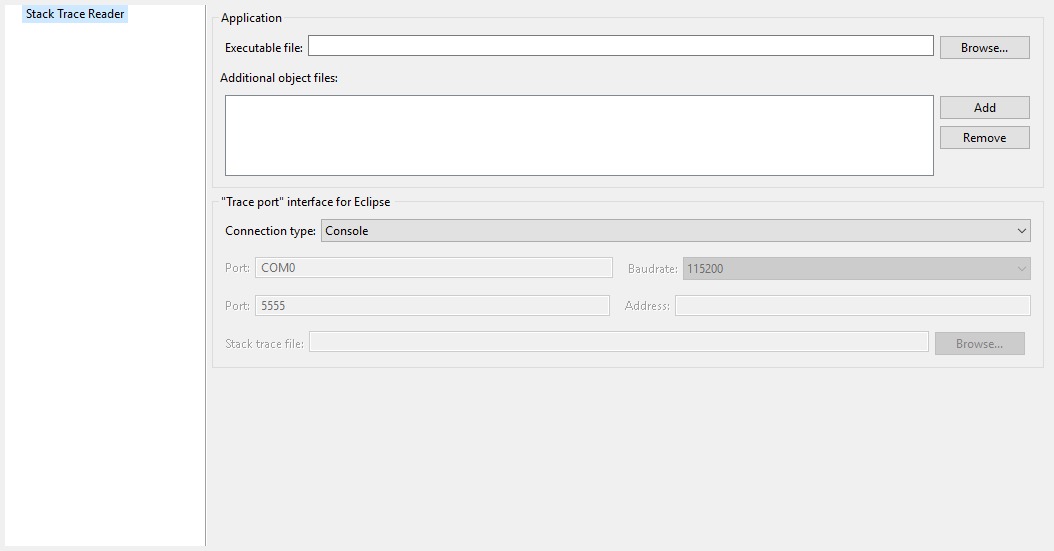 Stack Trace Reader
Application
Executable file:
Browse...
Additional object files:
Add
Remove
"Trace port" interface for Eclipse
Connection type: Console
Port: COM0 Baudrate: 115200
Port: 5555 Address:
Stack trace file: Browse...